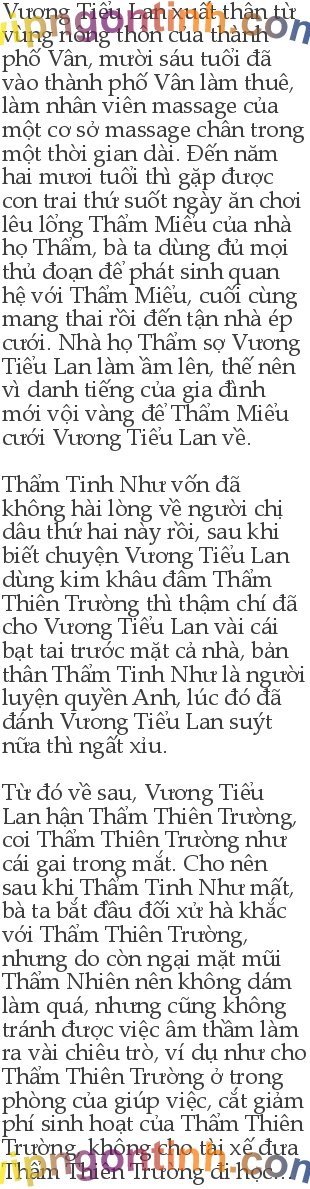 Vương Tiểu Lan xuất thân từ
vùng nông thôn của thành
phố Vân, mười sáu tuổi đã
vào thành phố Vân làm thuê,
làm nhân viên massage của
một cơ sở massage chân trong
một thời gian dài. Đến năm
hai mươi tuổi thì gặp được
con trai thứ suốt ngày ăn chơi
lêu lổng Thẩm Miểu của nhà
họ Thẩm, bà ta dùng đủ mọi
thủ đoạn để phát sinh quan
hệ với Thẩm Miểu, cuối cùng
mang thai rồi đến tận nhà ép
cưới. Nhà họ Thẩm sợ Vương
Tiểu Lan làm ầm lên, thế nên
vì danh tiếng của gia đình
mới vội vàng để Thẩm Miểu
cưới Vương Tiểu Lan về.
Thẩm Tinh Như vốn đã
không hài lòng về người chị
dâu thứ hai này rồi, sau khi
biết chuyện Vương Tiểu Lan
dùng kim khâu đâm Thẩm
Thiên Trường thì thậm chí đã
cho Vương Tiểu Lan vài cái
bạt tai trước mặt cả nhà, bản
thân Thẩm Tinh Như là người
luyện quyền Anh, lúc đó đã
đánh Vương Tiểu Lan suýt
nữa thì ngất xỉu.
Từ đó về sau, Vương Tiểu
Lan hận Thẩm Thiên Trường,
coi Thẩm Thiên Trường như
cái gai trong mắt. Cho nên
sau khi Thẩm Tinh Như mất,
bà ta bắt đầu đối xử hà khắc
với Thẩm Thiên Trường,
nhưng do còn ngại mặt mũi
Thẩm Nhiên nên không dám
làm quá, nhưng cũng không
tránh được việc âm thầm làm
ra vài chiêu trò, ví dụ như cho
Thẩm Thiên Trường ở trong
phòng của giúp việc, cắt giảm
phí sinh hoạt của Thẩm Thiên
Trường, không cho tài xế đưa
Thẩm Thiên Trường đi học...
vipngontinh.com
vipngontinh.com